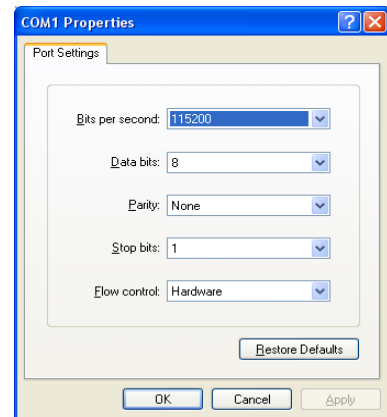 COM1 Properties
Port Settings
Bits per second: 115200
Data bits: 8
Parity: None
Stop bits: 1
Flow control: Hardware
Restore Defaults
OK Cancel Apply